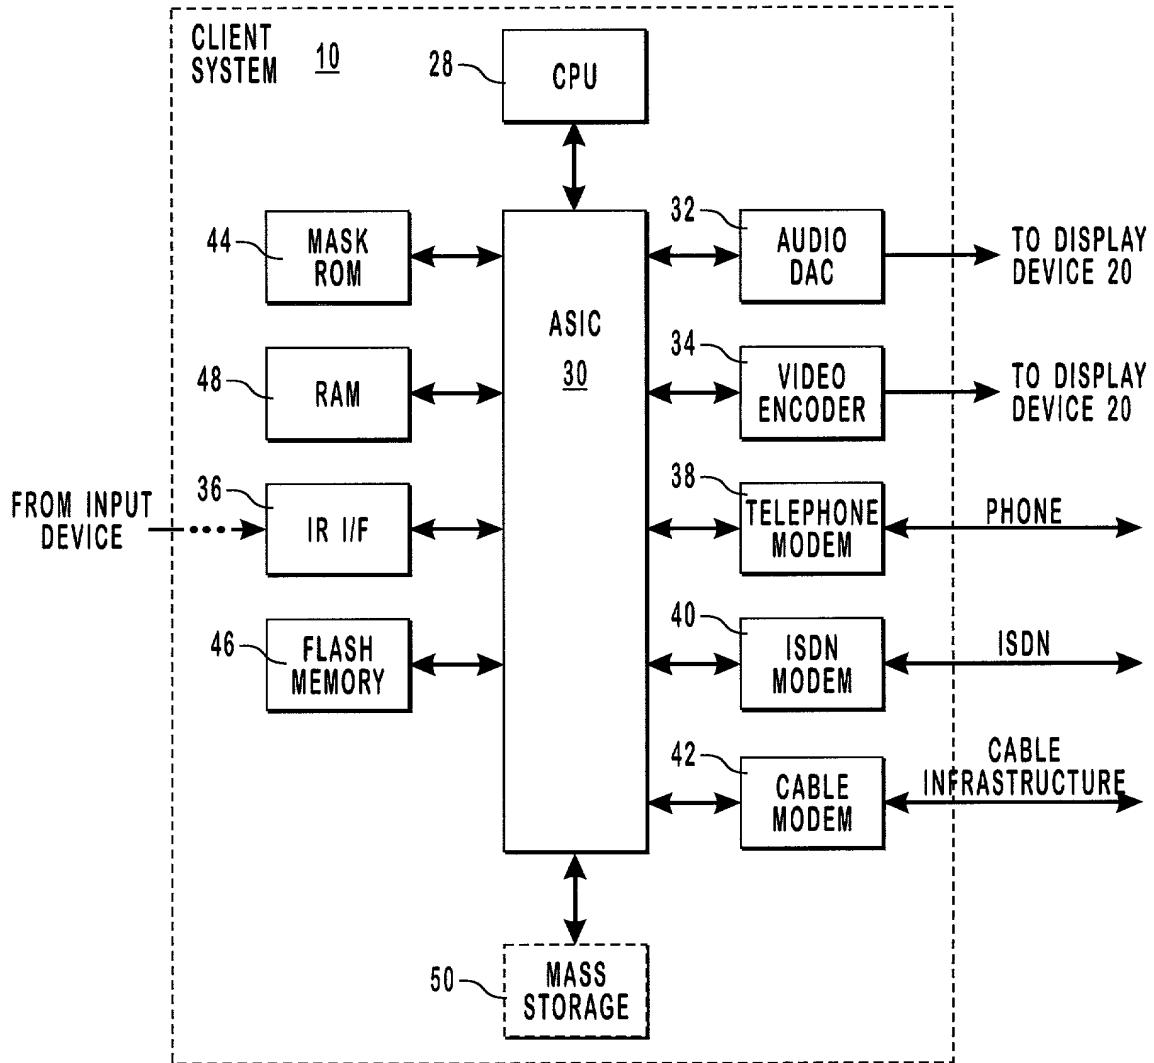 CLIENT
SYSTEM 10
28
CPU
44
MASK
ROM
32
AUDIO
DAC
TO DISPLAY
DEVICE 20
ASIC
30
48
RAM
34
VIDEO
ENCODER
TO DISPLAY
DEVICE 20
FROM INPUT
DEVICE
36
IR I/F
38
TELEPHONE
MODEM
PHONE
46
FLASH
MEMORY
40
ISDN
MODEM
ISDN
42
CABLE
MODEM
CABLE
INFRASTRUCTURE
50
MASS
STORAGE